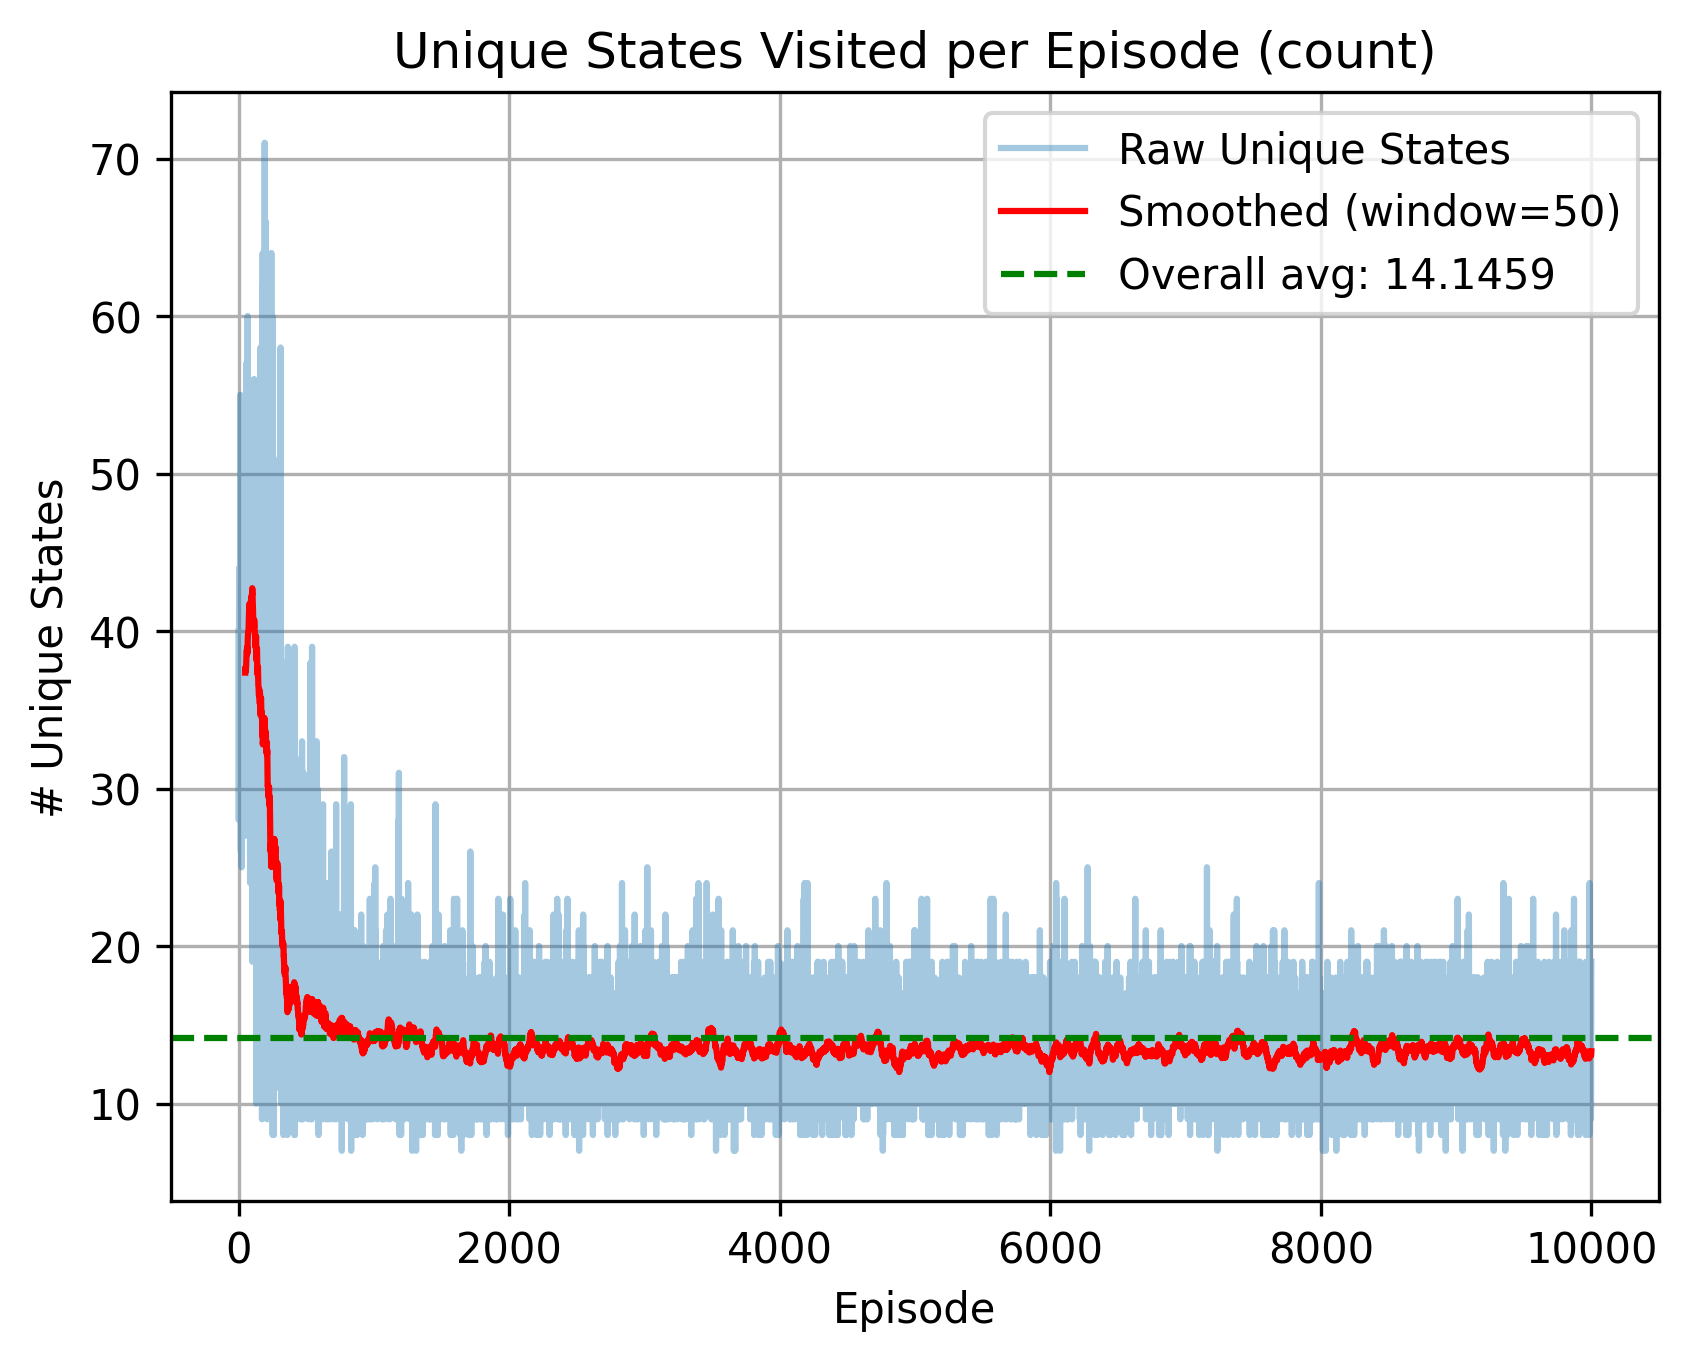 Unique States Visited per Episode (count)
Raw Unique States
Smoothed (window=50)
Overall avg: 14.1459
# Unique States
70
60
50
40
30
20
10
0 2000 4000 6000 8000 10000
Episode